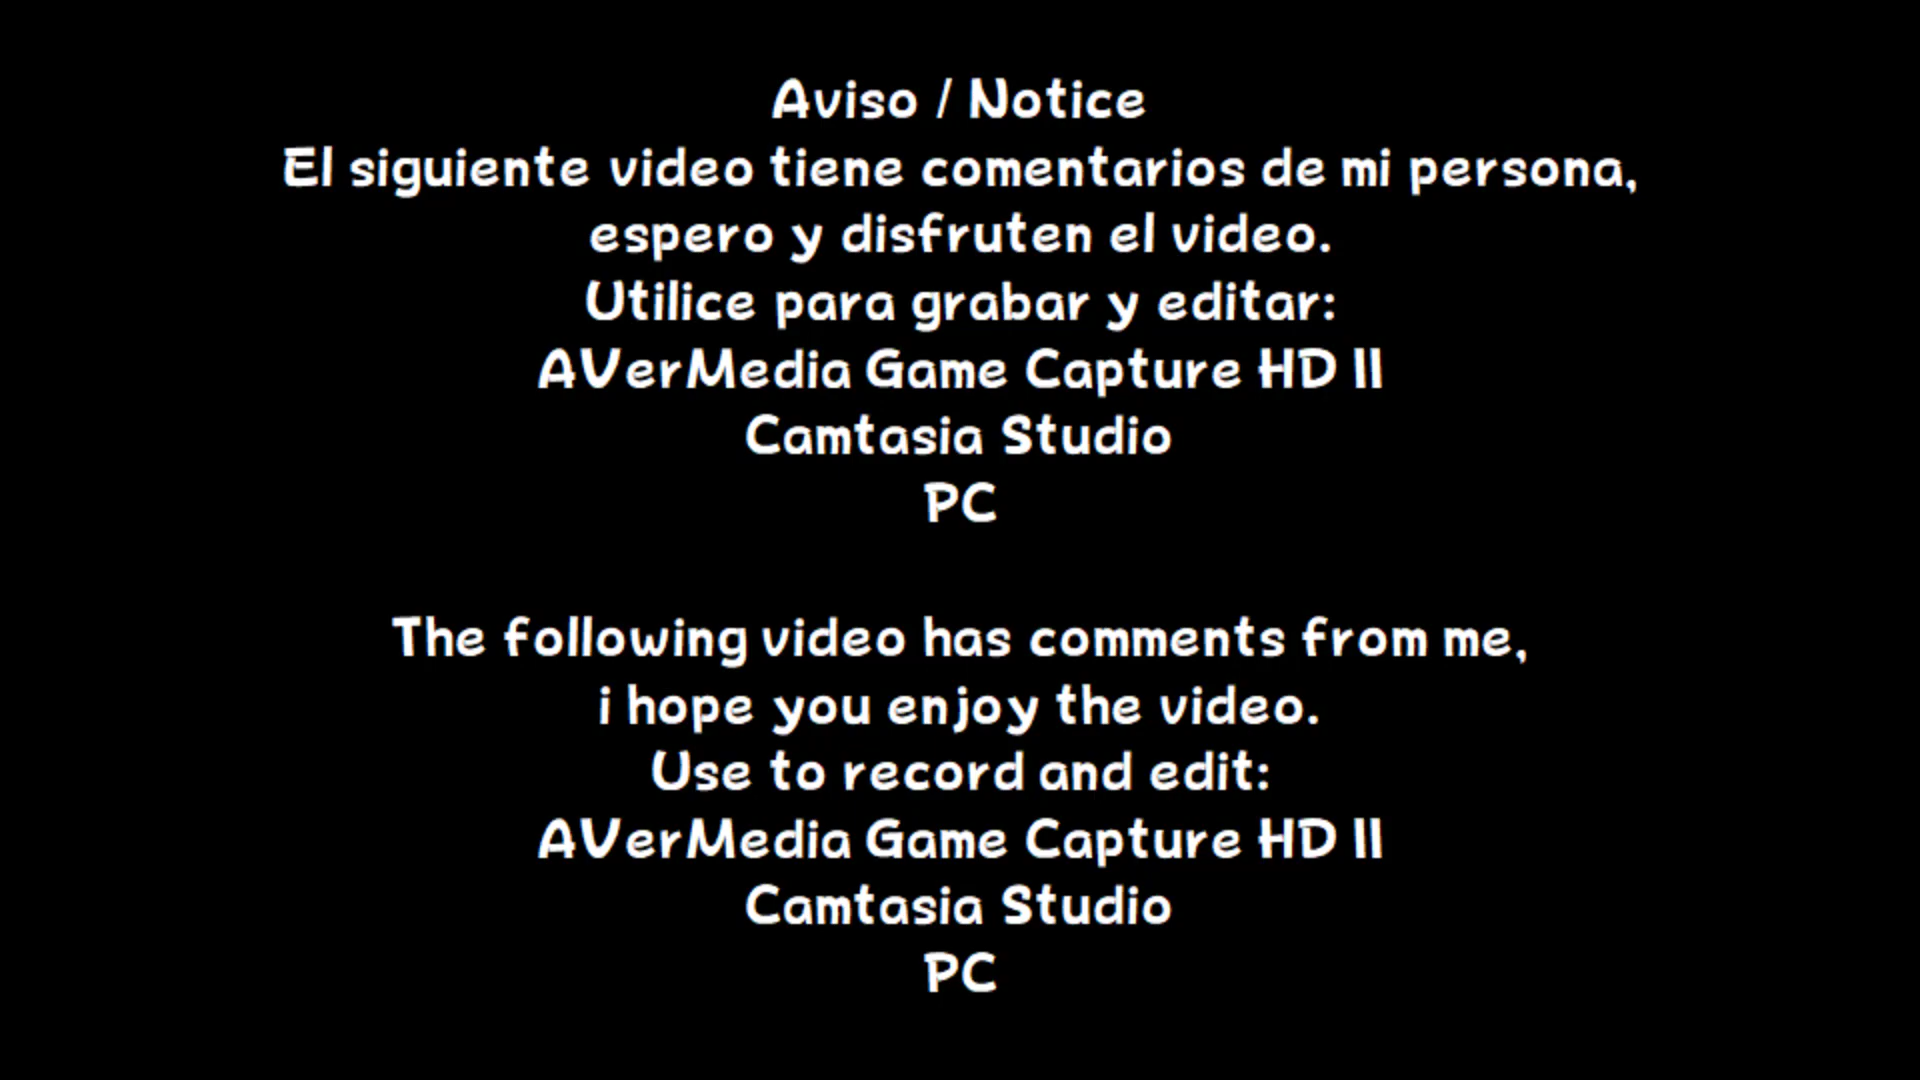 Aviso / Notice
El siguiente video tiene comentarios de mi persona,
espero y disfruten el video.
Utilice para grabar y editar:
AVerMedia Game Capture HD II
Camtasia Studio
PC
The following video has comments from me,
i hope you enjoy the video.
Use to record and edit:
AVerMedia Game Capture HD II
Camtasia Studio
PC